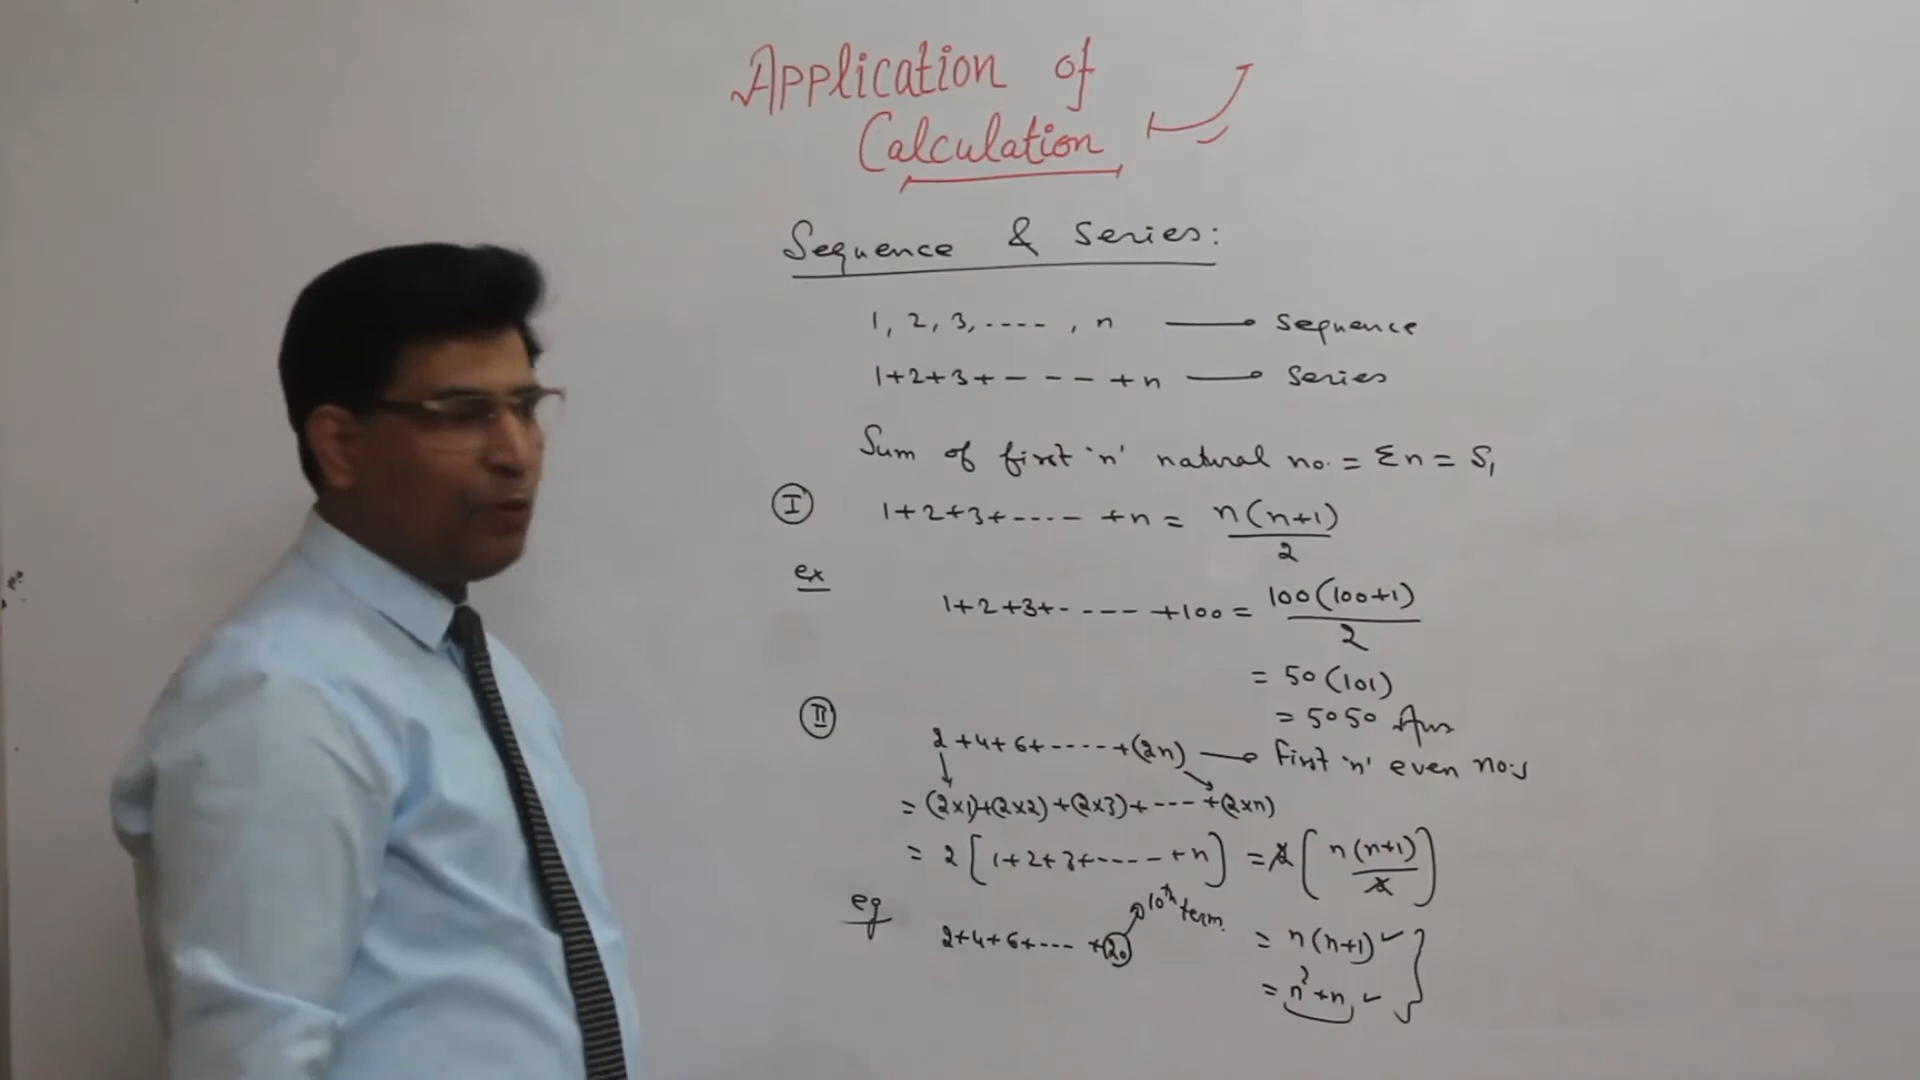 Application of
Calculation
Sequence & Series:
1, 2, 3, ---- , n → Sequence
1+2+3+ - - - +n → Series
Sum of first 'n' natural no. = Σn = S₁
Ⓘ 1+2+3+ ---- +n = n(n+1)/2
ex 1+2+3+ ---- +100 = 100(100+1)/2
= 50(101)
= 5050 Ans
Ⅱ 2+4+6+ ---- +(2n) → First 'n' even no.s
= (2×1)+(2×2)+(2×3)+ --- +(2×n)
= 2[1+2+3+ ---- +n] = 2(n(n+1)/2)
eg 2+4+6+ --- +20 → 10th term.
= n(n+1) ✓
= n²+n ✓